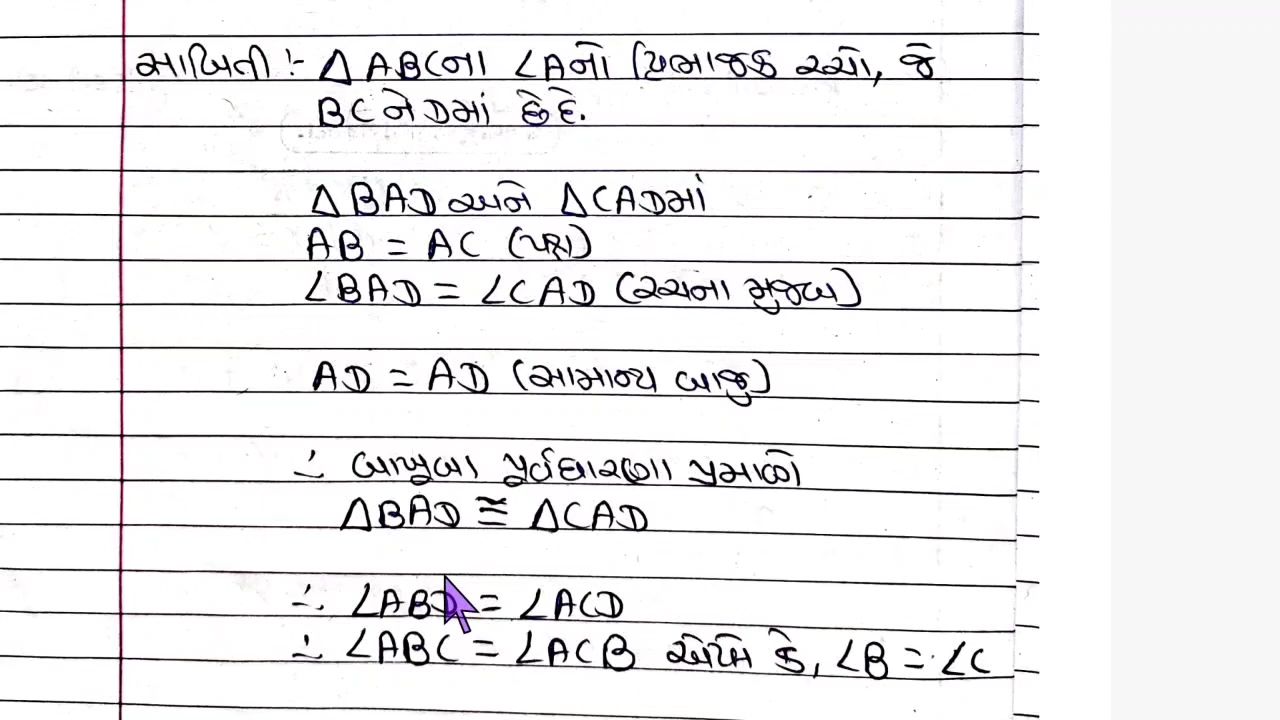 સાબિતી :- △ABCના ∠Aનો દ્વિભાજક રચો, જે
BC ને Dમાં છેદે.
△BAD અને △CADમાં
AB = AC (પક્ષ)
∠BAD = ∠CAD (રચના મુજબ)
AD = AD (સામાન્ય બાજુ)
∴ બાખુબા પૂર્વધારણા પ્રમાણે
△BAD ≅ △CAD
∴ ∠ABD = ∠ACD
∴ ∠ABC = ∠ACB એટલે કે, ∠B = ∠C